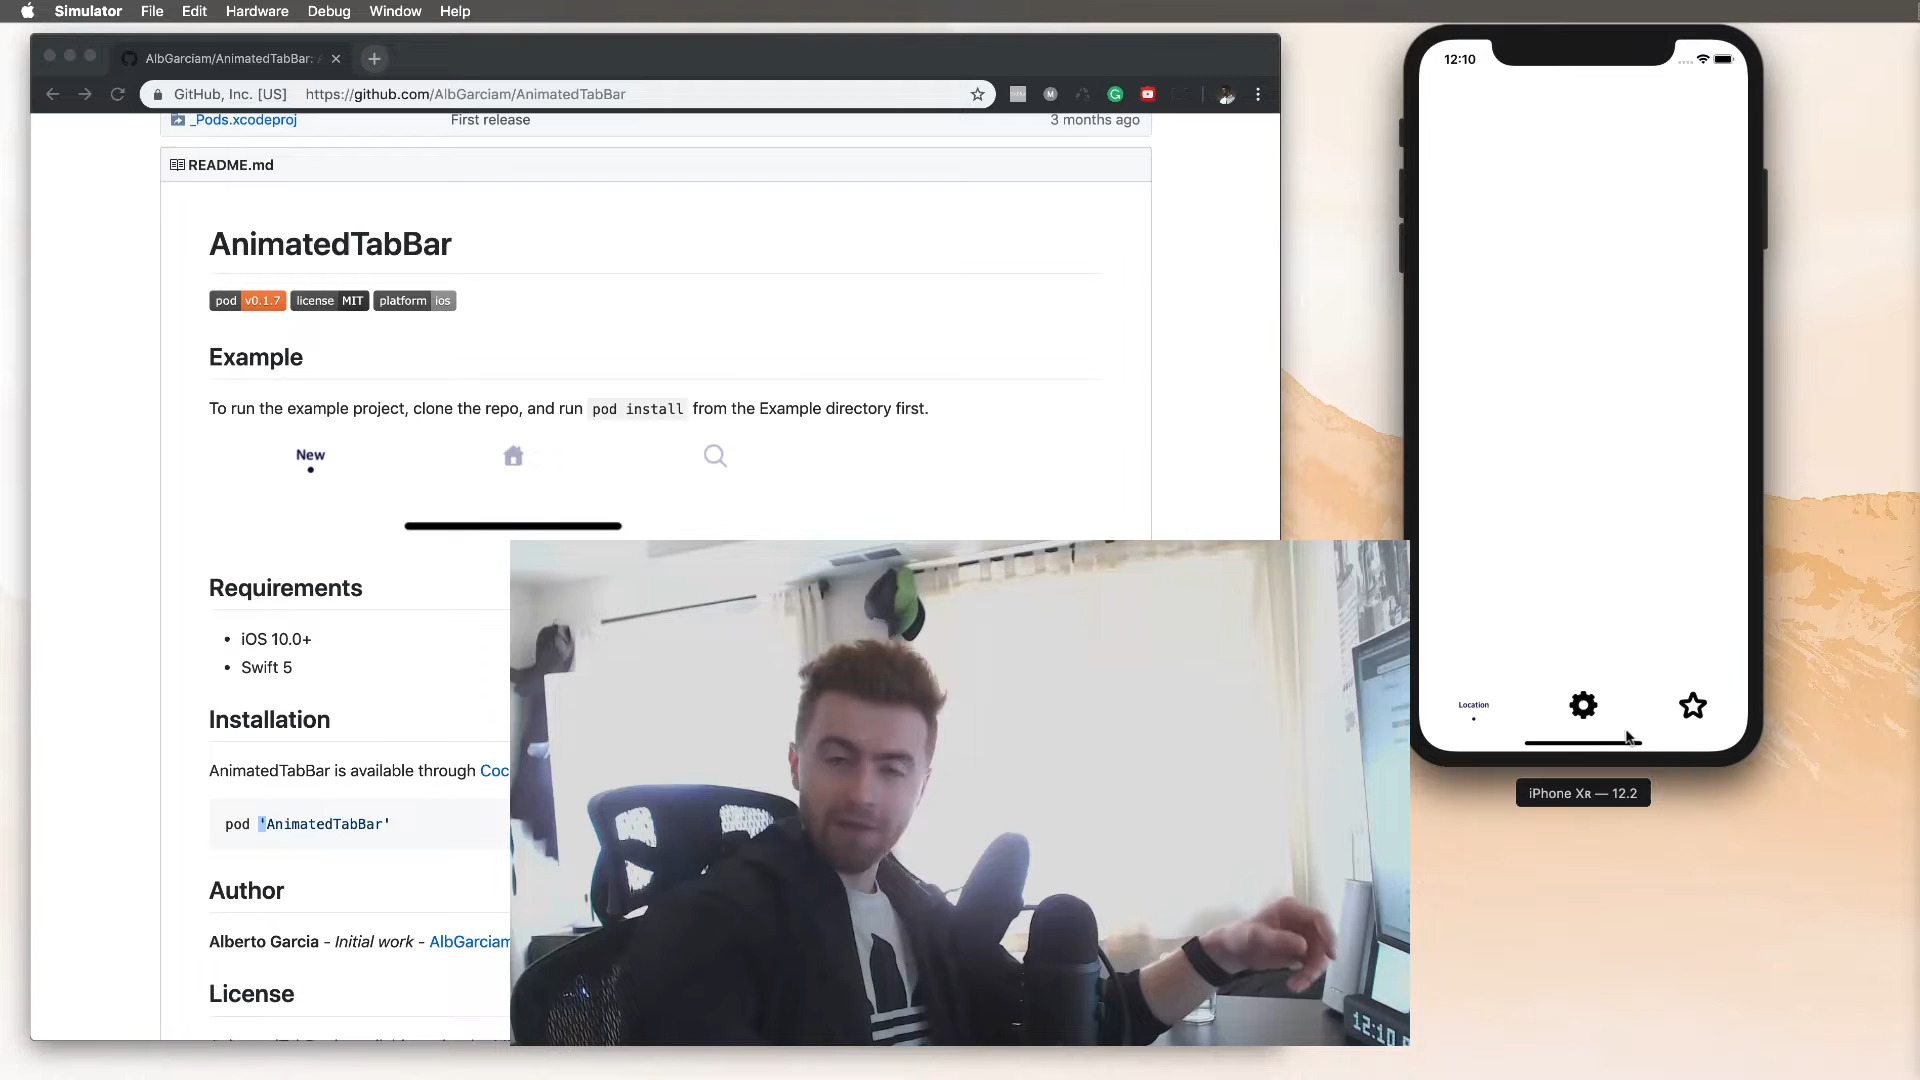 Simulator File Edit Hardware Debug Window Help
AlbGarciam/AnimatedTabBar:
GitHub, Inc. [US] https://github.com/AlbGarciam/AnimatedTabBar
_Pods.xcodeproj First release 3 months ago
README.md
AnimatedTabBar
pod v0.1.7 license MIT platform ios
Example
To run the example project, clone the repo, and run pod install from the Example directory first.
New
Requirements
• iOS 10.0+
• Swift 5
Installation
AnimatedTabBar is available through Coc
pod 'AnimatedTabBar'
Author
Alberto Garcia - Initial work - AlbGarciam
License
12:10
Location
iPhone XR — 12.2
12:10